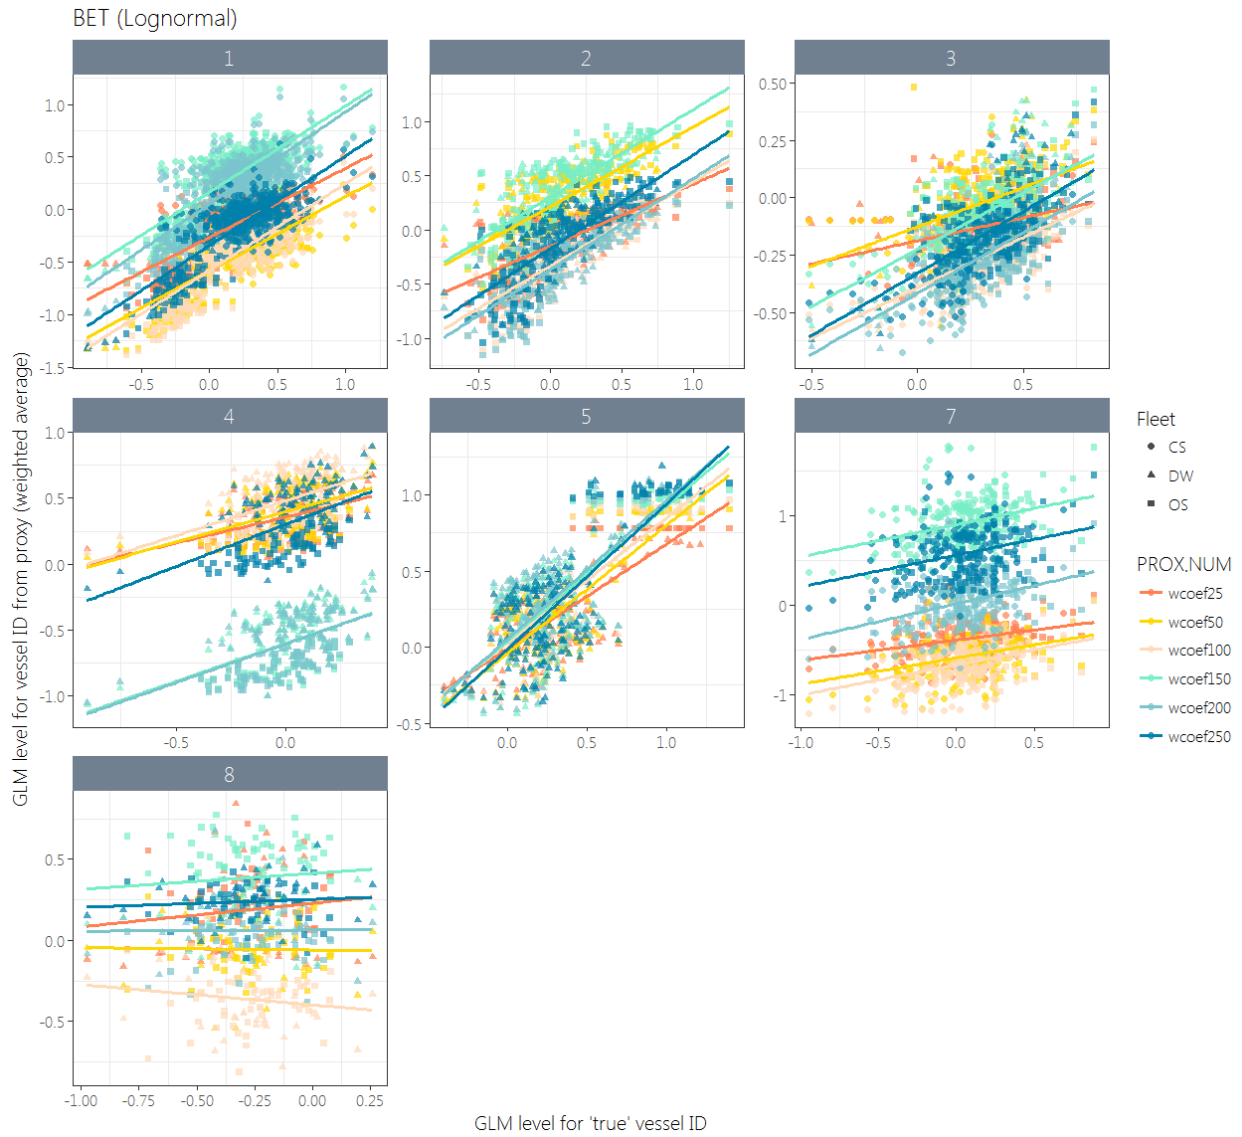 BET (Lognormal)
1
2
3
1.0
0.5
0.0
-0.5
-1.0
-1.5
-0.5 0.0 0.5 1.0
1.0
0.5
0.0
-0.5
-1.0
-0.5 0.0 0.5 1.0
0.50
0.25
0.00
-0.25
-0.50
-0.5 0.0 0.5
GLM level for vessel ID from proxy (weighted average)
4
5
7
1.0
0.5
0.0
-0.5
-1.0
-0.5 0.0
1.0
0.5
0.0
-0.5
0.0 0.5 1.0
1
0
-1
-1.0 -0.5 0.0 0.5
Fleet
CS
DW
OS
PROX.NUM
wcoef25
wcoef50
wcoef100
wcoef150
wcoef200
wcoef250
8
0.5
0.0
-0.5
-1.00 -0.75 -0.50 -0.25 0.00 0.25
GLM level for 'true' vessel ID